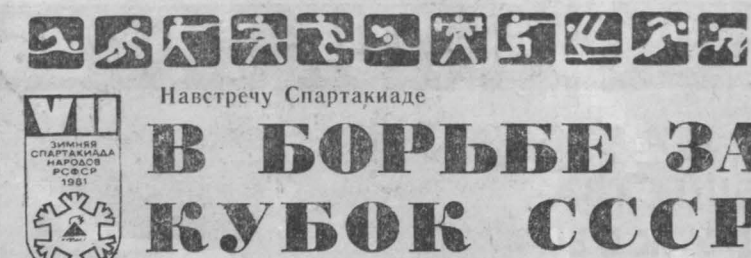 Навстречу Спартакиаде
VII
ЗИМНЯЯ
СПАРТАКИАДА
НАРОДОВ
РСФСР
1981
В БОРЬБЕ ЗА
КУБОК СССР